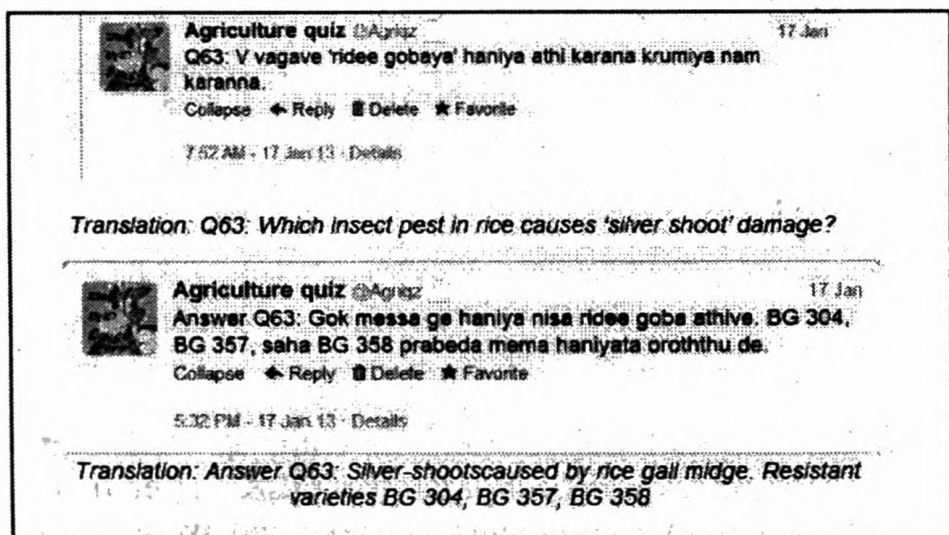 Agriculture quiz @Agriqz 17 Jan
Q63: V vagave 'ridee gobaya' haniya athi karana krumiya nam
karanna.
Collapse Reply Delete Favorite
7:52 AM - 17 Jan 13 · Details
Translation: Q63: Which insect pest in rice causes 'silver shoot' damage?
Agriculture quiz @Agriqz 17 Jan
Answer Q63: Gok messa ge haniya nisa ridee goba athive. BG 304,
BG 357, saha BG 358 prabeda mema haniyata oroththu de.
Collapse Reply Delete Favorite
5:32 PM - 17 Jan 13 · Details
Translation: Answer Q63: Silver-shootscaused by rice gall midge. Resistant
varieties BG 304, BG 357, BG 358